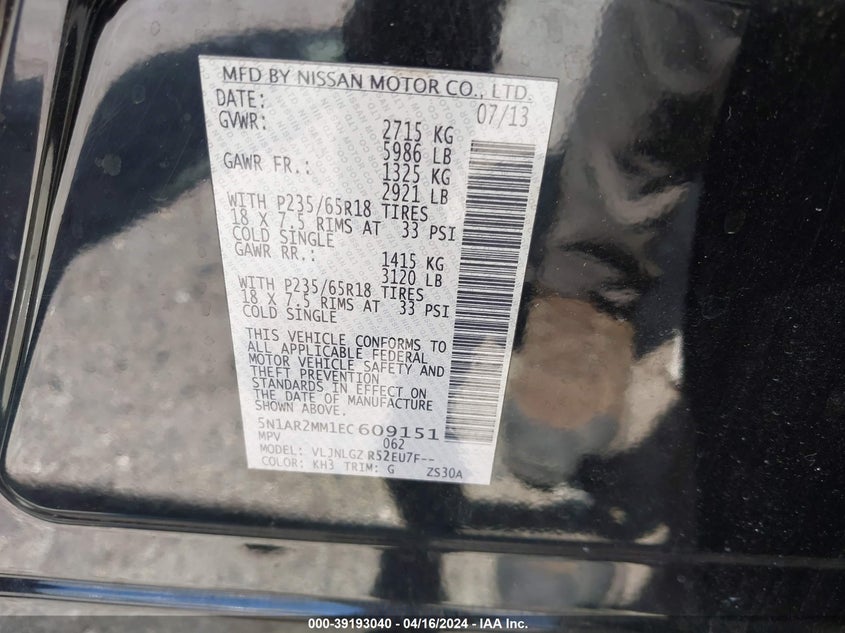 MFD BY NISSAN MOTOR CO., LTD.
DATE: 07/13
GVWR: 2715 KG
5986 LB
GAWR FR.: 1325 KG
2921 LB
WITH P235/65R18 TIRES
18 X 7.5 RIMS AT 33 PSI
COLD SINGLE
GAWR RR.: 1415 KG
3120 LB
WITH P235/65R18 TIRES
18 X 7.5 RIMS AT 33 PSI
COLD SINGLE
THIS VEHICLE CONFORMS TO
ALL APPLICABLE FEDERAL
MOTOR VEHICLE SAFETY AND
THEFT PREVENTION
STANDARDS IN EFFECT ON
THE DATE OF MANUFACTURE
SHOWN ABOVE.
5N1AR2MM1EC609151
MPV 062
MODEL: VLJNLGZ R52EU7F--
COLOR: KH3 TRIM: G ZS30A
000-39193040 - 04/16/2024 - IAA Inc.